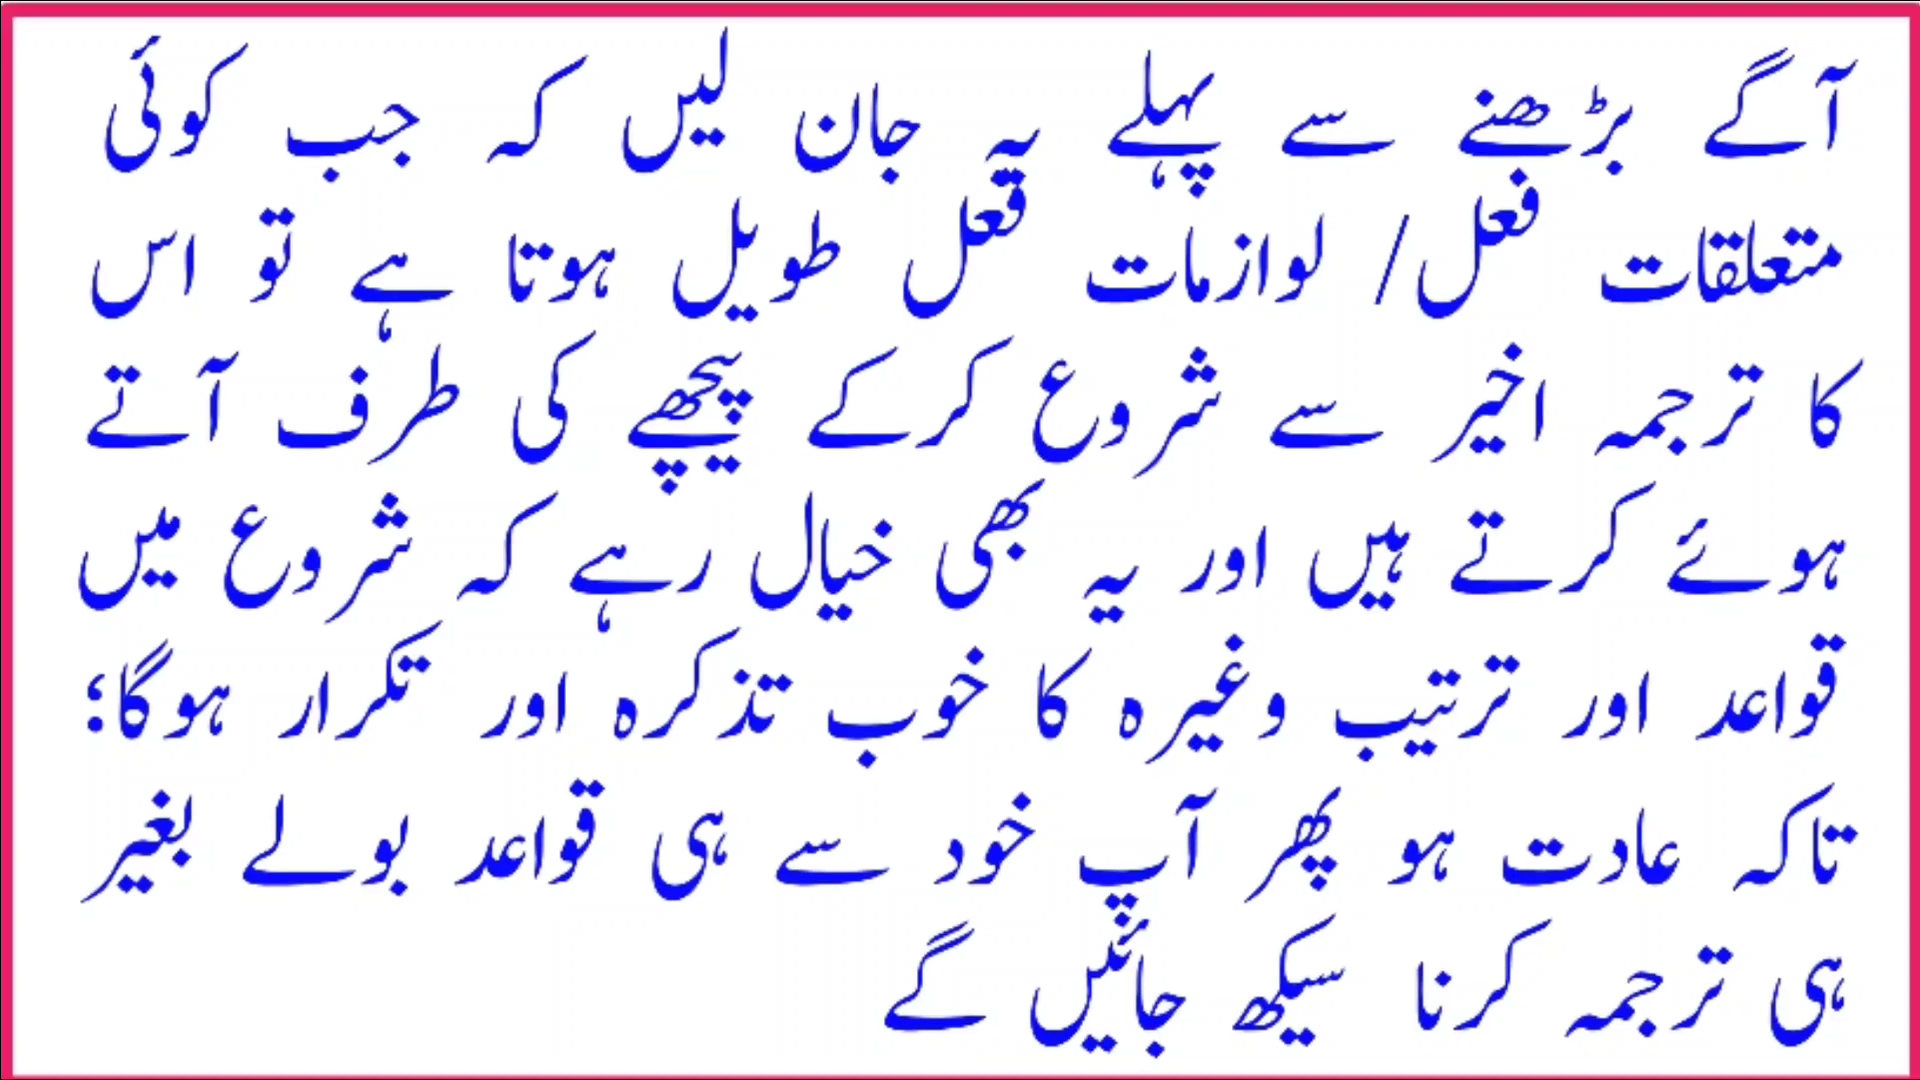 آگے بڑھنے سے پہلے یہ جان لیں کہ جب کوئی
متعلقات فعل/ لوازمات فعل طویل ہوتا ہے تو اس
کا ترجمہ اخیر سے شروع کرکے پیچھے کی طرف آتے
ہوئے کرتے ہیں اور یہ بھی خیال رہے کہ شروع میں
قواعد اور ترتیب وغیرہ کا خوب تذکرہ اور تکرار ہوگا؛
تاکہ عادت ہو پھر آپ خود سے ہی قواعد بولے بغیر
ہی ترجمہ کرنا سیکھ جائیں گے